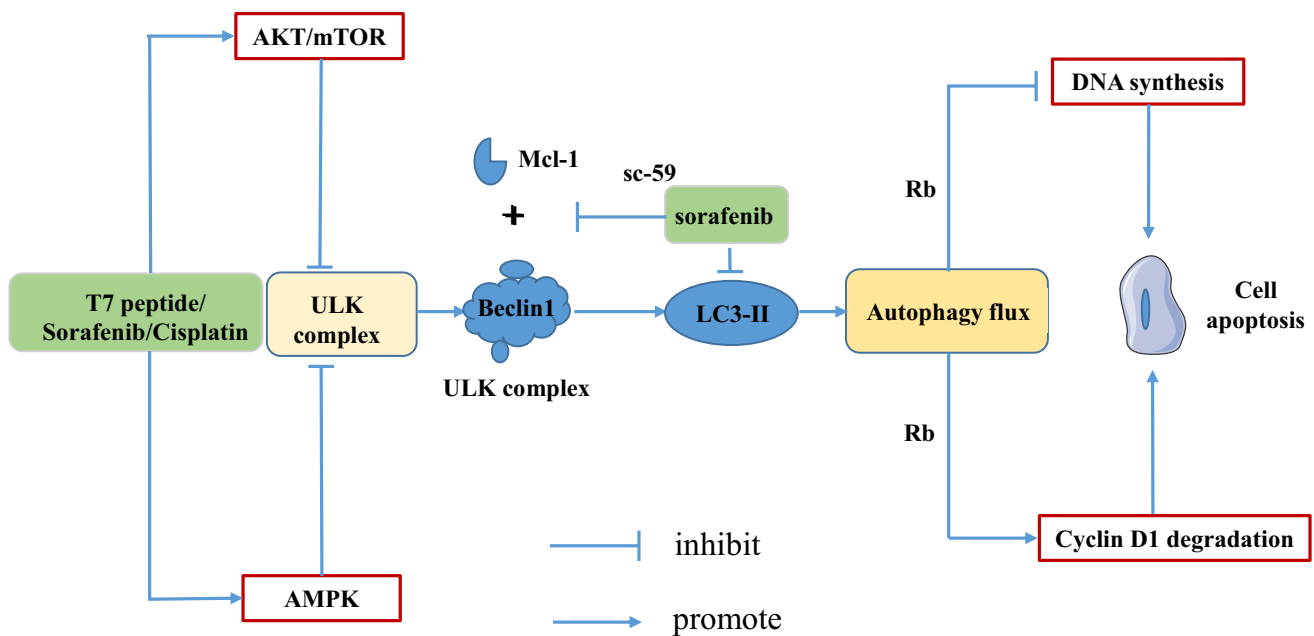 AKT/mTOR
DNA synthesis
Mcl-1
sc-59
sorafenib
+
Rb
T7 peptide/
Sorafenib/Cisplatin
ULK
complex
Beclin1
LC3-II
Autophagy flux
Cell
apoptosis
ULK complex
Rb
inhibit
Cyclin D1 degradation
AMPK
promote